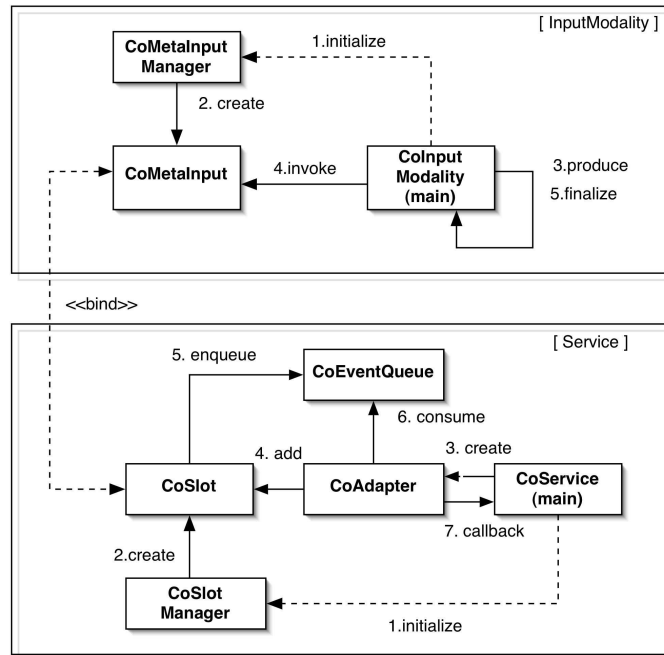 [ InputModality ]
CoMetaInput
Manager
1.initialize
2. create
CoMetaInput
4.invoke
CoInput
Modality
(main)
3.produce
5.finalize
<<bind>>
[ Service ]
5. enqueue
CoEventQueue
6. consume
4. add
3. create
CoSlot
CoAdapter
CoService
(main)
7. callback
2.create
CoSlot
Manager
1.initialize